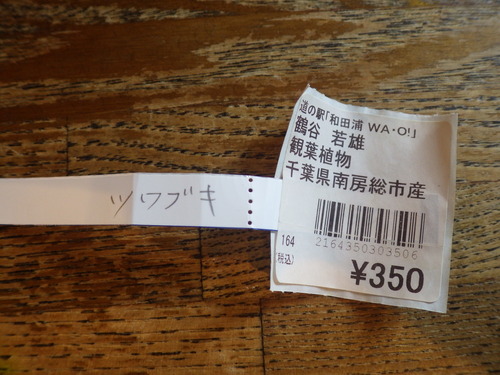 ツワブキ
道の駅「和田浦 WA・O!」
鶴谷 若雄
観葉植物
千葉県南房総市産
164
2164350303506
(税込)
¥350